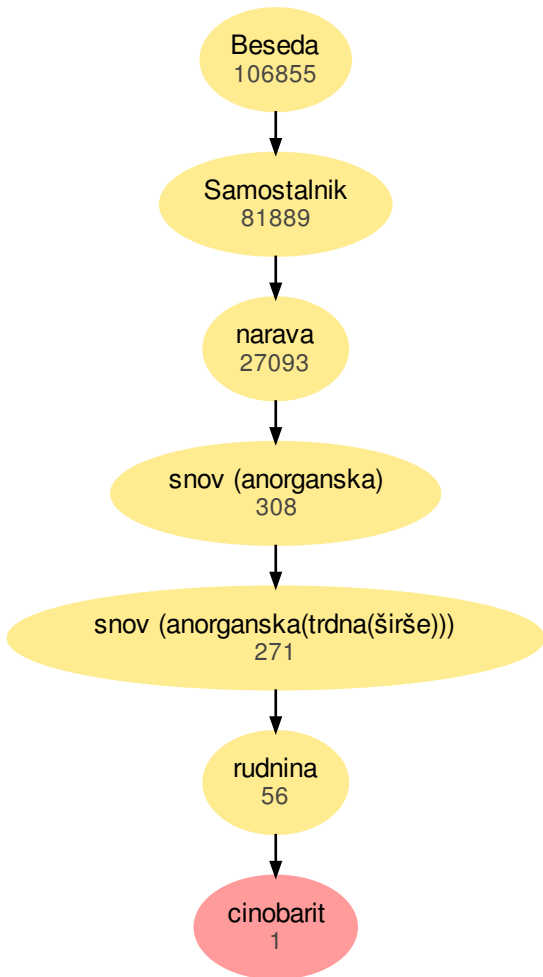 Beseda
106855
Samostalnik
81889
narava
27093
snov (anorganska)
308
snov (anorganska(trdna(širše)))
271
rudnina
56
cinobarit
1